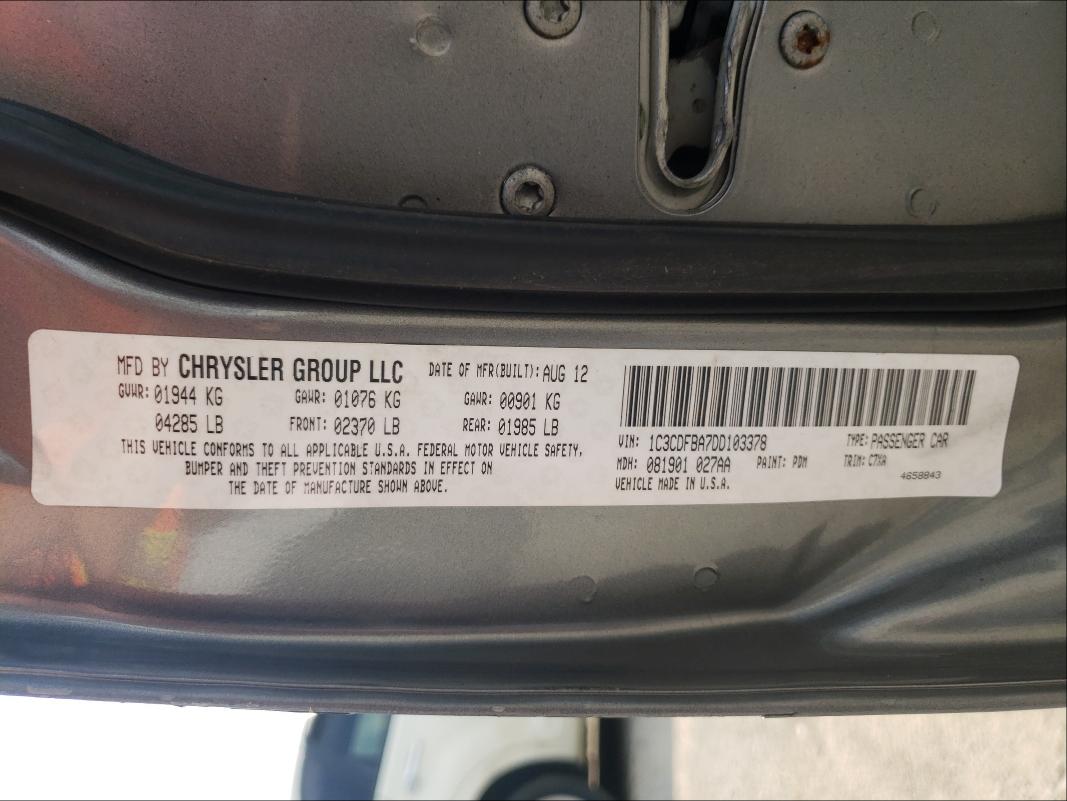 MFD BY CHRYSLER GROUP LLC DATE OF MFR(BUILT): AUG 12
GVWR: 01944 KG GAWR: 01076 KG GAWR: 00901 KG
04285 LB FRONT: 02370 LB REAR: 01985 LB
THIS VEHICLE CONFORMS TO ALL APPLICABLE U.S.A. FEDERAL MOTOR VEHICLE SAFETY,
BUMPER AND THEFT PREVENTION STANDARDS IN EFFECT ON
THE DATE OF MANUFACTURE SHOWN ABOVE.
VIN: 1C3CDFBA7DD103378 TYPE: PASSENGER CAR
MDH: 081901 027AA PAINT: PDM TRIM: C7XA
VEHICLE MADE IN U.S.A. 4658843